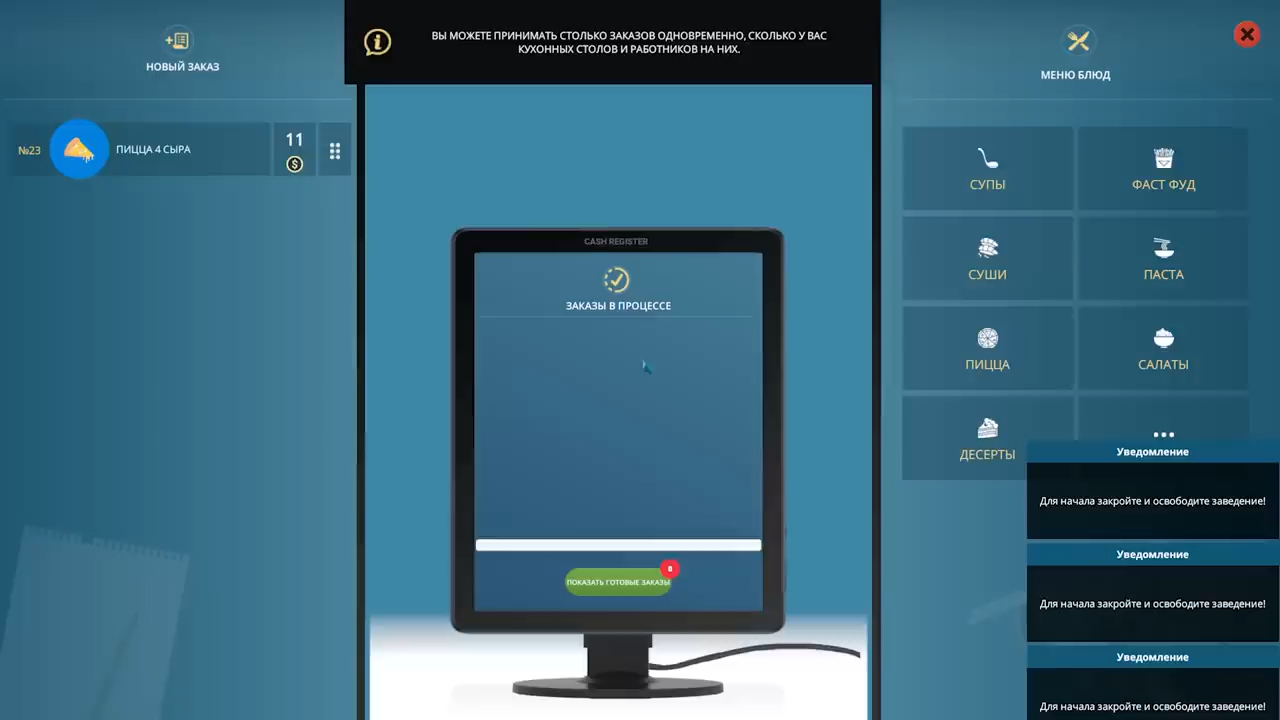 ВЫ МОЖЕТЕ ПРИНИМАТЬ СТОЛЬКО ЗАКАЗОВ ОДНОВРЕМЕННО, СКОЛЬКО У ВАС
КУХОННЫХ СТОЛОВ И РАБОТНИКОВ НА НИХ.
НОВЫЙ ЗАКАЗ
№23
ПИЦЦА 4 СЫРА
11
$
CASH REGISTER
ЗАКАЗЫ В ПРОЦЕССЕ
ПОКАЗАТЬ ГОТОВЫЕ ЗАКАЗЫ
МЕНЮ БЛЮД
СУПЫ
ФАСТ ФУД
СУШИ
ПАСТА
ПИЦЦА
САЛАТЫ
ДЕСЕРТЫ
Уведомление
Для начала закройте и освободите заведение!
Уведомление
Для начала закройте и освободите заведение!
Уведомление
Для начала закройте и освободите заведение!